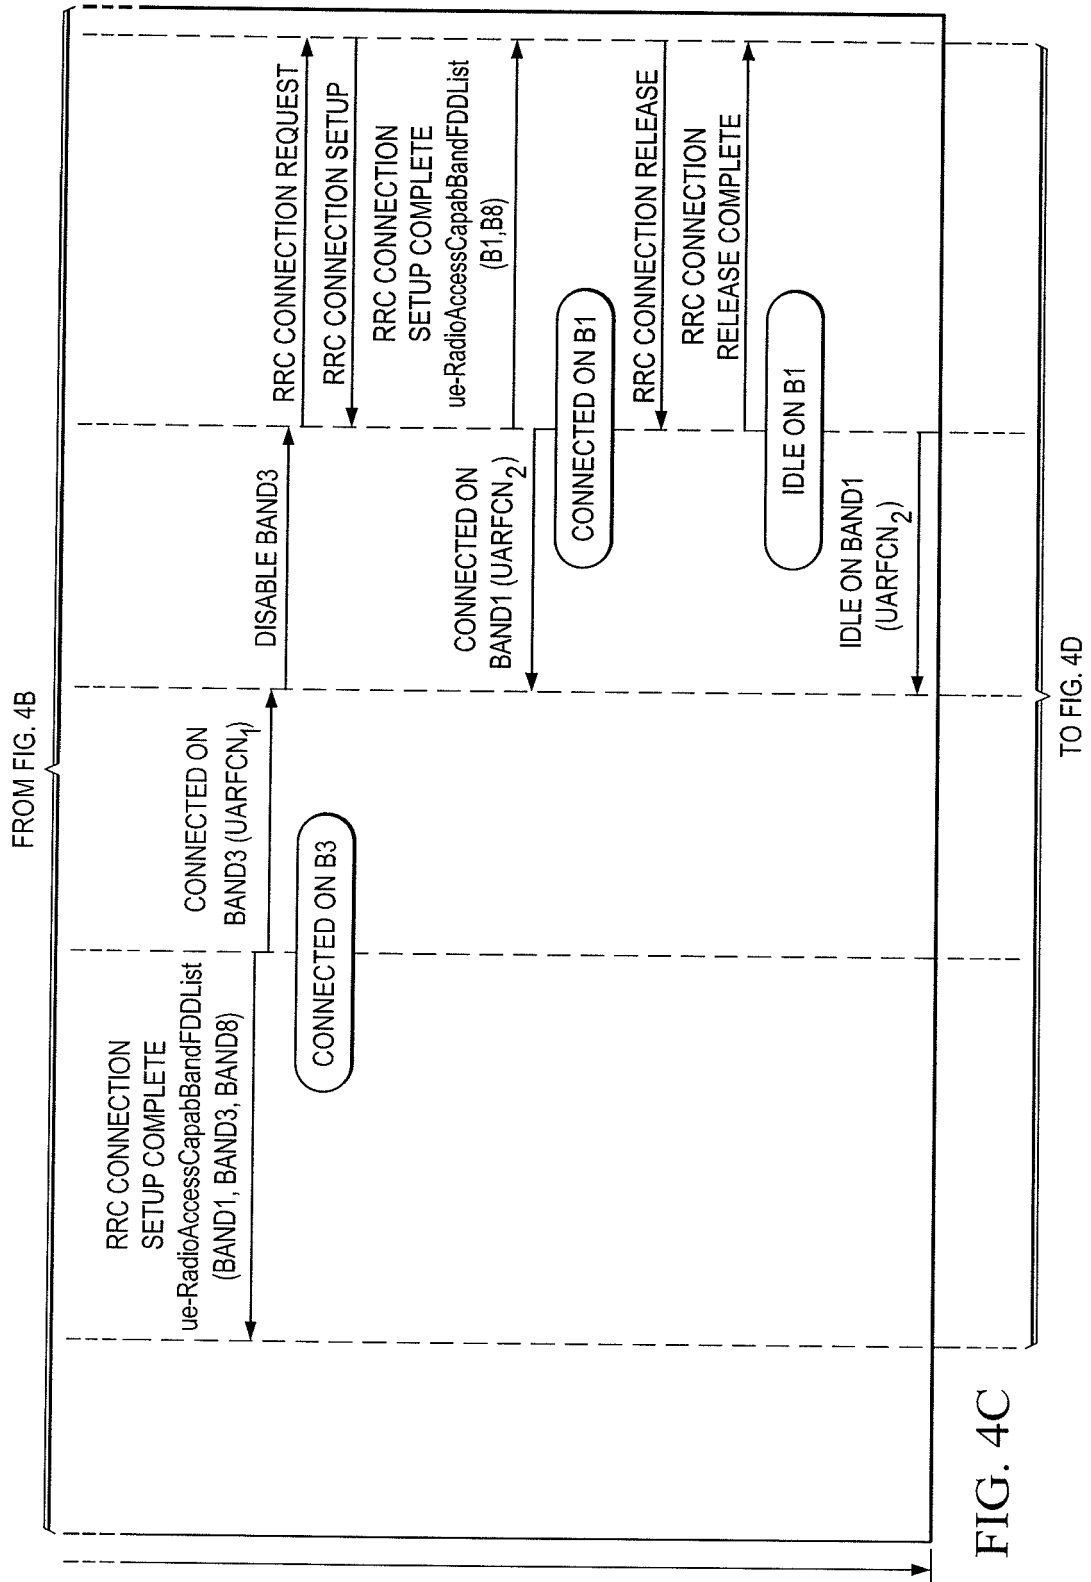 FROM FIG. 4B
RRC CONNECTION
SETUP COMPLETE
ue-RadioAccessCapabBandFDDList
(BAND1, BAND3, BAND8)
CONNECTED ON
BAND3 (UARFCN1)
CONNECTED ON B3
DISABLE BAND3
RRC CONNECTION REQUEST
RRC CONNECTION SETUP
RRC CONNECTION
SETUP COMPLETE
ue-RadioAccessCapabBandFDDList
(B1,B8)
CONNECTED ON
BAND1 (UARFCN2)
CONNECTED ON B1
RRC CONNECTION RELEASE
RRC CONNECTION
RELEASE COMPLETE
IDLE ON B1
IDLE ON BAND1
(UARFCN2)
TO FIG. 4D
FIG. 4C